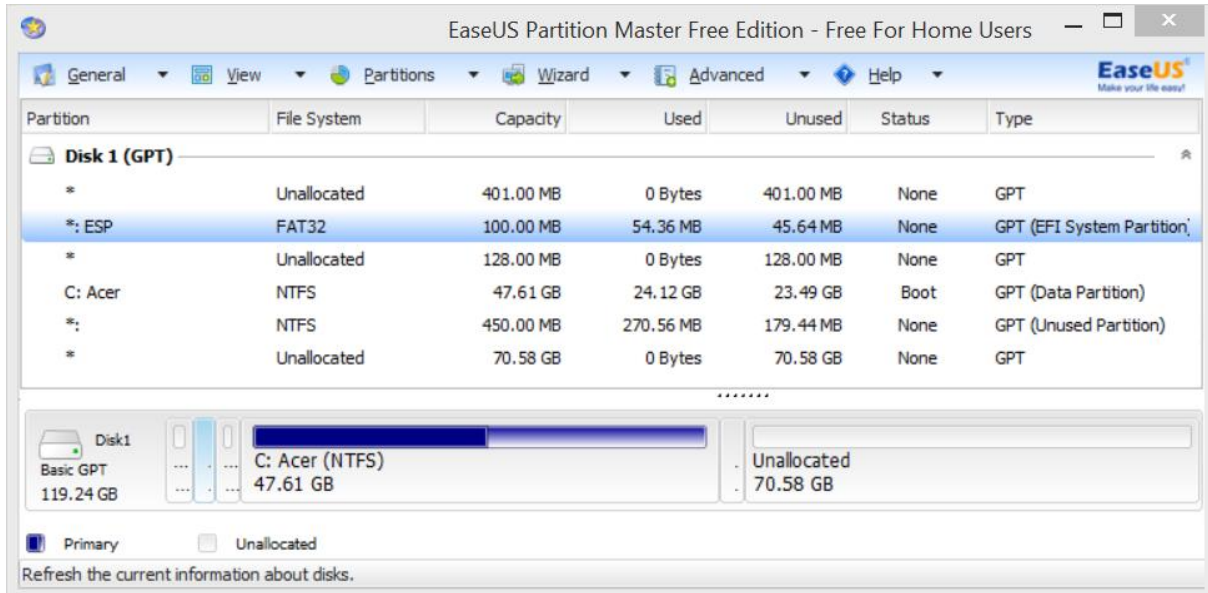 EaseUS Partition Master Free Edition - Free For Home Users
General View Partitions Wizard Advanced Help EaseUS
Make your life easy!
Partition File System Capacity Used Unused Status Type
Disk 1 (GPT)
* Unallocated 401.00 MB 0 Bytes 401.00 MB None GPT
*: ESP FAT32 100.00 MB 54.36 MB 45.64 MB None GPT (EFI System Partition)
* Unallocated 128.00 MB 0 Bytes 128.00 MB None GPT
C: Acer NTFS 47.61 GB 24.12 GB 23.49 GB Boot GPT (Data Partition)
*: NTFS 450.00 MB 270.56 MB 179.44 MB None GPT (Unused Partition)
* Unallocated 70.58 GB 0 Bytes 70.58 GB None GPT
Disk1
Basic GPT
119.24 GB
... . ... C: Acer (NTFS) . Unallocated
... . ... 47.61 GB . 70.58 GB
Primary Unallocated
Refresh the current information about disks.